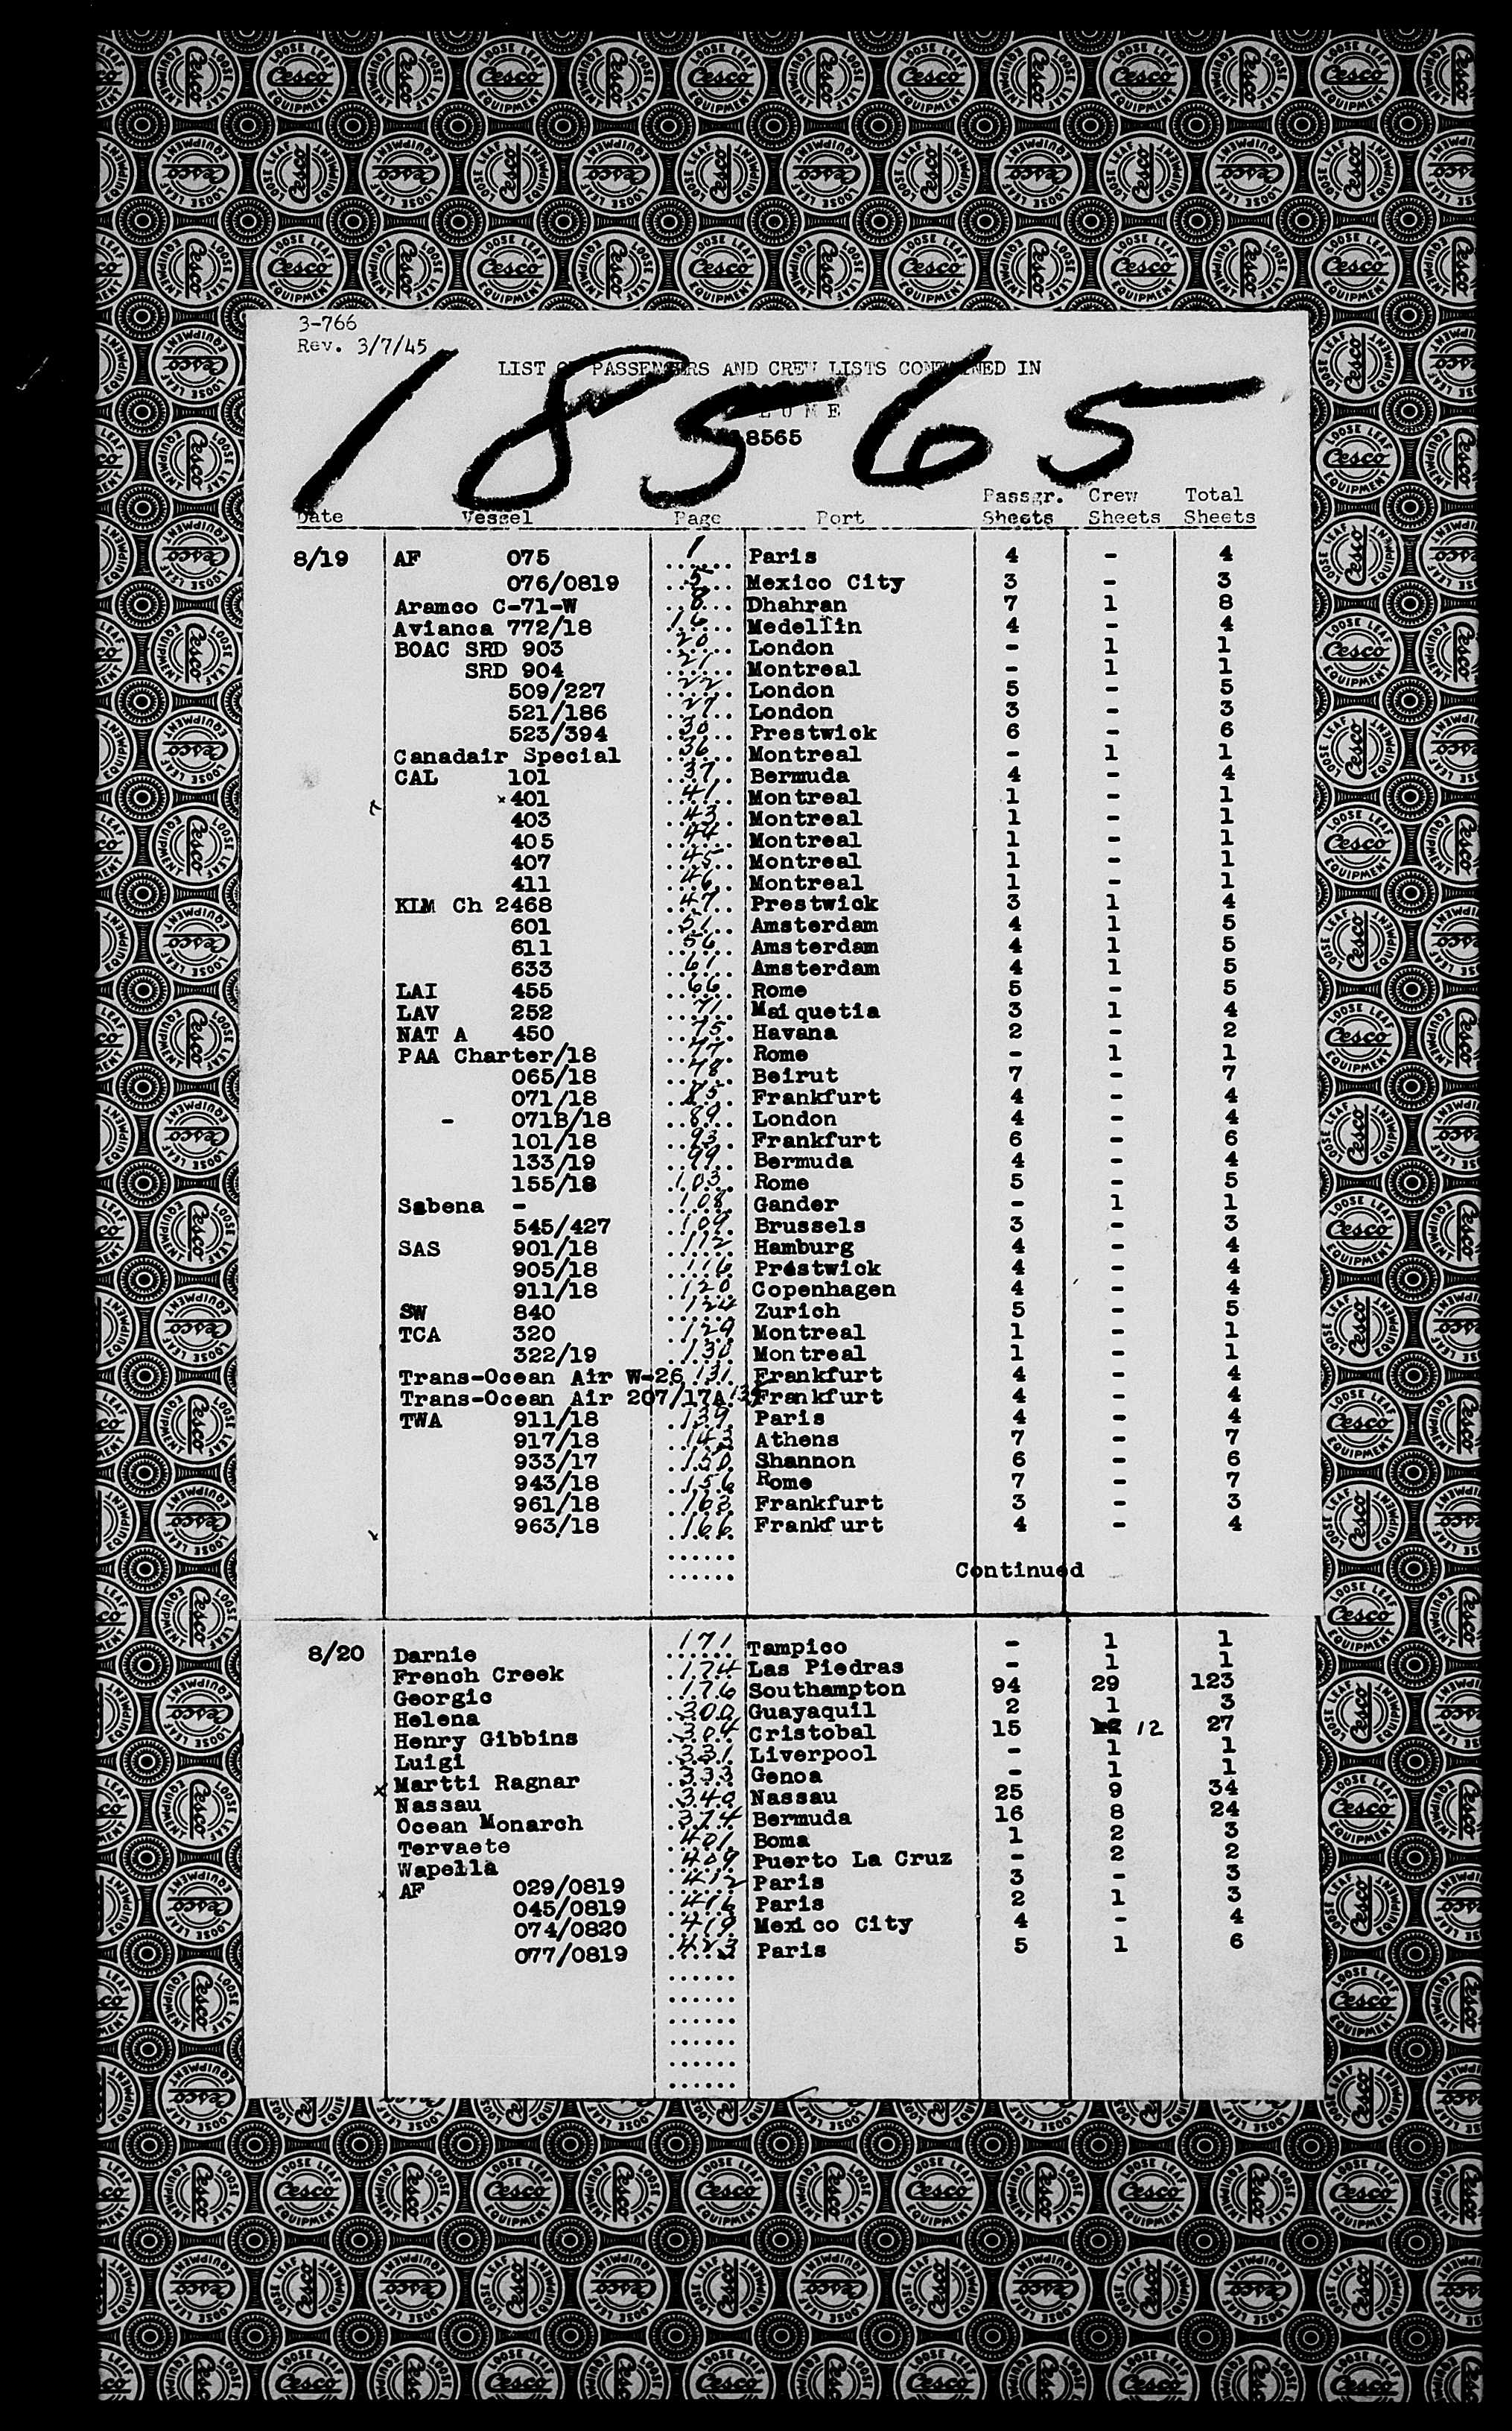 3-766
Rev. 3/7/45
LIST OF PASSENGERS AND CREW LISTS CONTAINED IN
VOLUME
18565
18565
Date Vessel Page Port Passgr. Sheets Crew Sheets Total Sheets
8/19 AF 075 1 Paris 4 - 4
076/0819 5 Mexico City 3 - 3
Aramco C-71-W 8 Dhahran 7 1 8
Avianca 772/18 16 Medellin 4 - 4
BOAC SRD 903 20 London - 1 1
SRD 904 21 Montreal - 1 1
509/227 22 London 5 - 5
521/186 27 London 3 - 3
523/394 30 Prestwick 6 - 6
Canadair Special 36 Montreal - 1 1
CAL 101 37 Bermuda 4 - 4
x401 41 Montreal 1 - 1
403 43 Montreal 1 - 1
405 44 Montreal 1 - 1
407 45 Montreal 1 - 1
411 46 Montreal 1 - 1
KLM Ch 2468 47 Prestwick 3 1 4
601 51 Amsterdam 4 1 5
611 56 Amsterdam 4 1 5
633 61 Amsterdam 4 1 5
LAI 455 66 Rome 5 - 5
LAV 252 71 Maiquetia 3 1 4
NAT A 450 75 Havana 2 - 2
PAA Charter/18 77 Rome - 1 1
065/18 78 Beirut 7 - 7
071/18 85 Frankfurt 4 - 4
- 071B/18 89 London 4 - 4
101/18 93 Frankfurt 6 - 6
133/19 99 Bermuda 4 - 4
155/18 103 Rome 5 - 5
Sabena - 108 Gander - 1 1
545/427 109 Brussels 3 - 3
SAS 901/18 112 Hamburg 4 - 4
905/18 116 Prestwick 4 - 4
911/18 120 Copenhagen 4 - 4
SW 840 124 Zurich 5 - 5
TCA 320 129 Montreal 1 - 1
322/19 130 Montreal 1 - 1
Trans-Ocean Air W-26 131 Frankfurt 4 - 4
Trans-Ocean Air 207/17A 135 Frankfurt 4 - 4
TWA 911/18 139 Paris 4 - 4
917/18 143 Athens 7 - 7
933/17 150 Shannon 6 - 6
943/18 156 Rome 7 - 7
961/18 163 Frankfurt 3 - 3
963/18 166 Frankfurt 4 - 4
Continued
8/20 Darnie 171 Tampico - 1 1
French Creek 174 Las Piedras - 1 1
Georgic 176 Southampton 94 29 123
Helena 300 Guayaquil 2 1 3
Henry Gibbins 304 Cristobal 15 12 27
Luigi 331 Liverpool - 1 1
x Martti Ragnar 333 Genoa - 1 1
Nassau 340 Nassau 25 9 34
Ocean Monarch 374 Bermuda 16 8 24
Tervaete 401 Boma 1 2 3
Wapella 409 Puerto La Cruz - 2 2
x AF 029/0819 412 Paris 3 - 3
045/0819 416 Paris 2 1 3
074/0820 419 Mexico City 4 - 4
077/0819 423 Paris 5 1 6
Cesco
LOOSE LEAF
EQUIPMENT